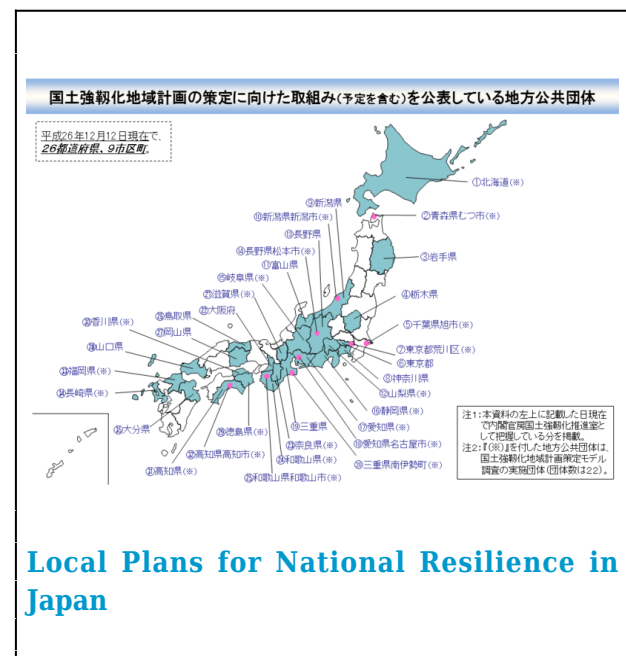 国土強靱化地域計画の策定に向けた取組み(予定を含む)を公表している地方公共団体
平成26年12月12日現在で、
26都道府県、9市区町。
①北海道(※)
⑨新潟県
⑩新潟県新潟市(※)
②青森県むつ市(※)
⑬長野県
⑭長野県松本市(※)
③岩手県
⑪富山県
⑮岐阜県(※)
㉑滋賀県(※)
④栃木県
㉒大阪府
㉖鳥取県
㉚香川県(※)
⑤千葉県旭市(※)
㉗岡山県
㉘山口県
⑦東京都荒川区(※)
⑥東京都
㉝福岡県(※)
⑧神奈川県
⑫山梨県(※)
㉞長崎県(※)
⑯静岡県(※)
⑰愛知県(※)
㉟大分県
㉙徳島県(※)
⑲三重県
⑱愛知県名古屋市(※)
㉜高知県高知市(※)
㉓奈良県(※)
㉔和歌山県(※)
⑳三重県南伊勢町(※)
㉛高知県(※)
㉕和歌山県和歌山市(※)
注1:本資料の左上に記載した日現在
で内閣官房国土強靱化推進室と
して把握している分を掲載。
注2:『(※)』を付した地方公共団体は、
国土強靱化地域計画策定モデル
調査の実施団体(団体数は22)。
Local Plans for National Resilience in
Japan